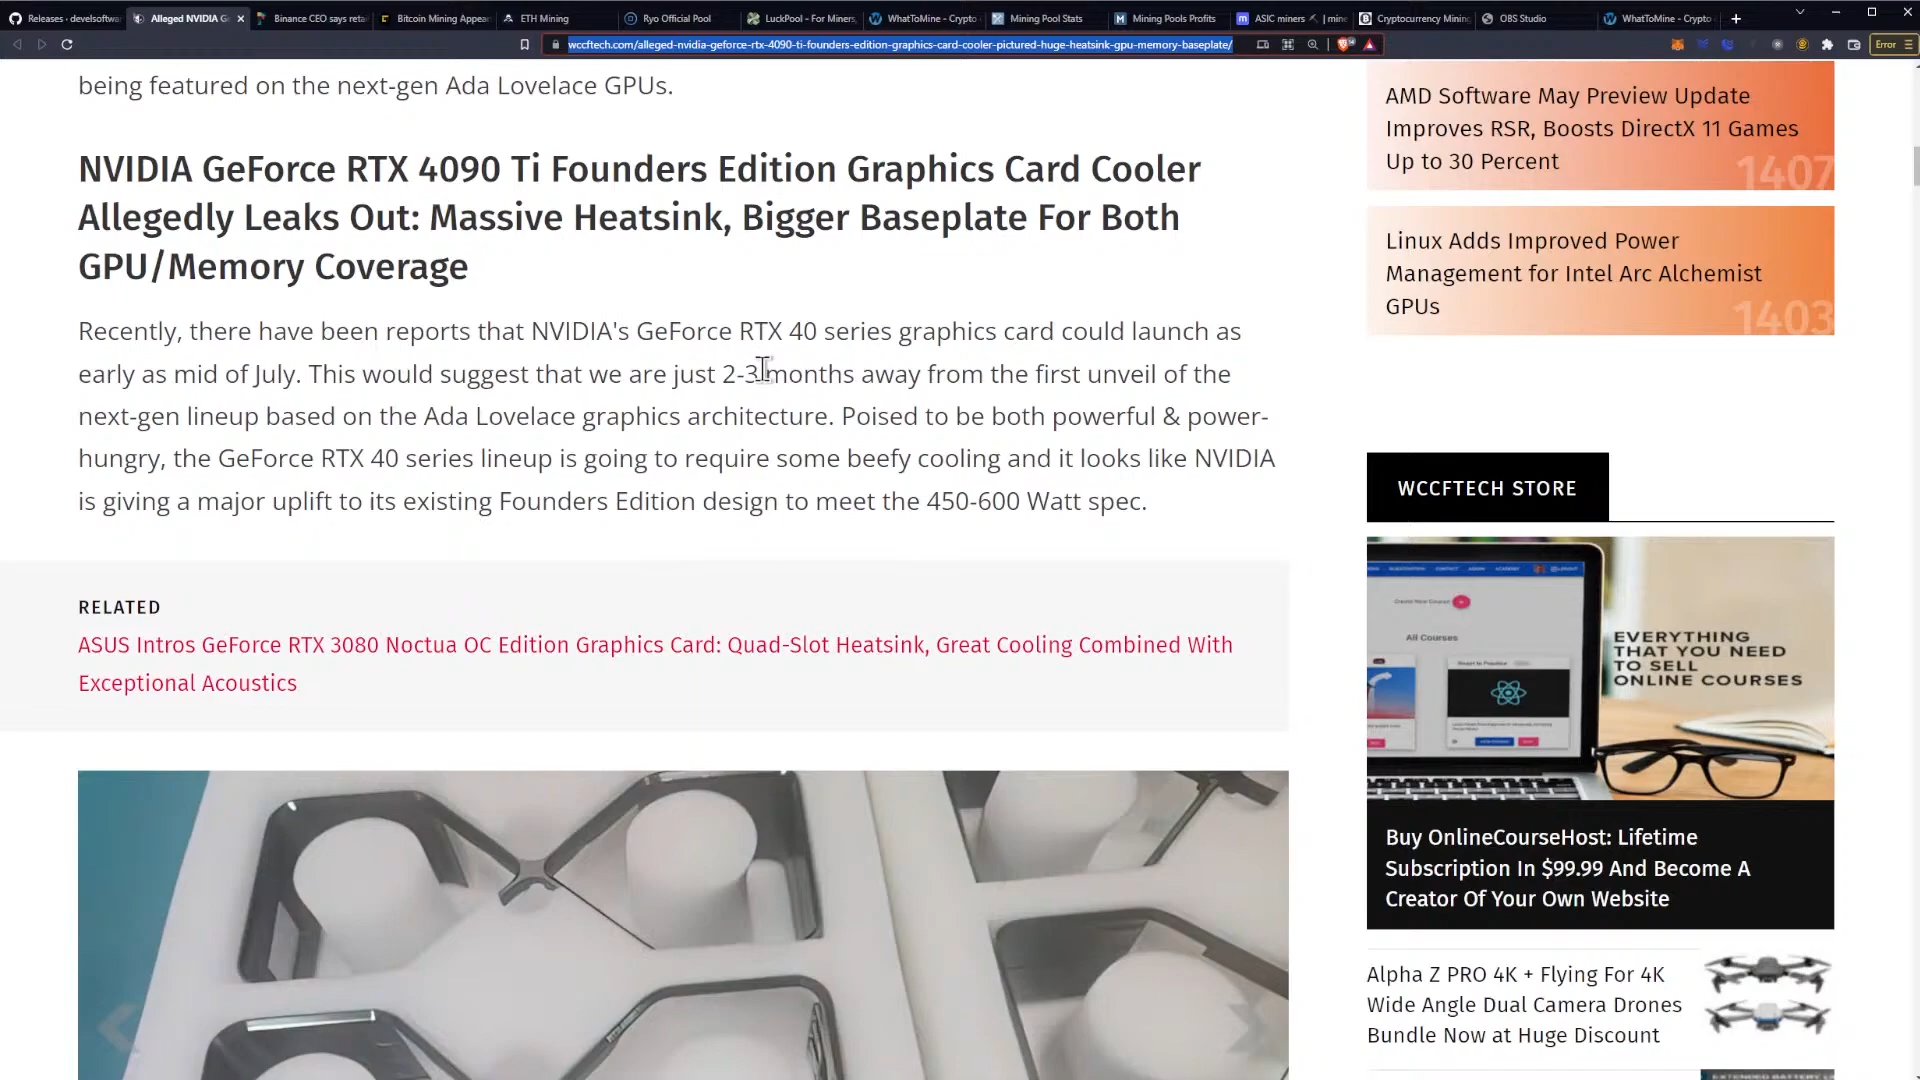 Releases · develsoftwa
Alleged NVIDIA Ge
Binance CEO says retai
Bitcoin Mining Appear
ETH Mining
Ryo Official Pool
LuckPool - For Miners,
WhatToMine - Crypto
Mining Pool Stats
Mining Pools Profits
ASIC miners
mine
Cryptocurrency Mining
OBS Studio
WhatToMine - Crypto
wccftech.com/alleged-nvidia-geforce-rtx-4090-ti-founders-edition-graphics-card-cooler-pictured-huge-heatsink-gpu-memory-baseplate/
Error
being featured on the next-gen Ada Lovelace GPUs.
NVIDIA GeForce RTX 4090 Ti Founders Edition Graphics Card Cooler
Allegedly Leaks Out: Massive Heatsink, Bigger Baseplate For Both
GPU/Memory Coverage
Recently, there have been reports that NVIDIA's GeForce RTX 40 series graphics card could launch as
early as mid of July. This would suggest that we are just 2-3 months away from the first unveil of the
next-gen lineup based on the Ada Lovelace graphics architecture. Poised to be both powerful & power-
hungry, the GeForce RTX 40 series lineup is going to require some beefy cooling and it looks like NVIDIA
is giving a major uplift to its existing Founders Edition design to meet the 450-600 Watt spec.
RELATED
ASUS Intros GeForce RTX 3080 Noctua OC Edition Graphics Card: Quad-Slot Heatsink, Great Cooling Combined With
Exceptional Acoustics
AMD Software May Preview Update
Improves RSR, Boosts DirectX 11 Games
Up to 30 Percent
1407
Linux Adds Improved Power
Management for Intel Arc Alchemist
GPUs
1403
WCCFTECH STORE
Create New Course
All Courses
EVERYTHING
THAT YOU NEED
TO SELL
ONLINE COURSES
Buy OnlineCourseHost: Lifetime
Subscription In $99.99 And Become A
Creator Of Your Own Website
Alpha Z PRO 4K + Flying For 4K
Wide Angle Dual Camera Drones
Bundle Now at Huge Discount